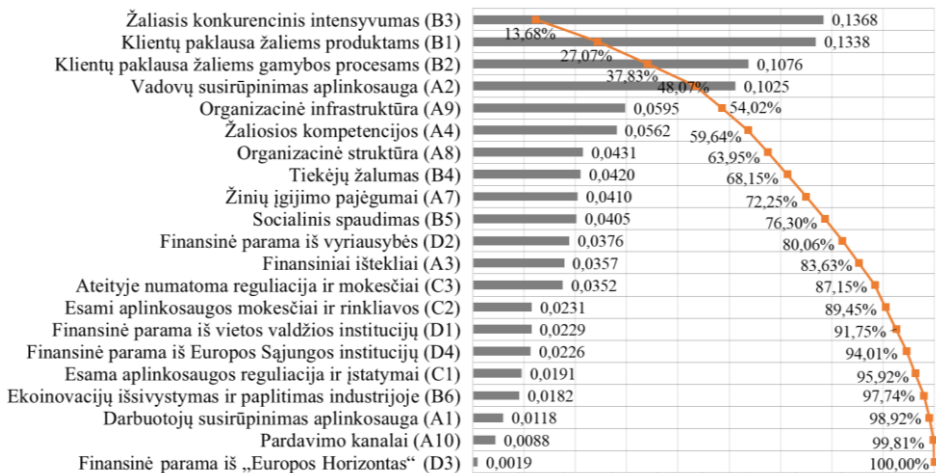 Žaliasis konkurencinis intensyvumas (B3) 13,68% 0,1368
Klientų paklausa žaliems produktams (B1) 27,07% 0,1338
Klientų paklausa žaliems gamybos procesams (B2) 37,83% 0,1076
Vadovų susirūpinimas aplinkosauga (A2) 48,07% 0,1025
Organizacinė infrastruktūra (A9) 0,0595 54,02%
Žaliosios kompetencijos (A4) 0,0562 59,64%
Organizacinė struktūra (A8) 0,0431 63,95%
Tiekėjų žalumas (B4) 0,0420 68,15%
Žinių įgijimo pajėgumai (A7) 0,0410 72,25%
Socialinis spaudimas (B5) 0,0405 76,30%
Finansinė parama iš vyriausybės (D2) 0,0376 80,06%
Finansiniai ištekliai (A3) 0,0357 83,63%
Ateityje numatoma reguliacija ir mokesčiai (C3) 0,0352 87,15%
Esami aplinkosaugos mokesčiai ir rinkliavos (C2) 0,0231 89,45%
Finansinė parama iš vietos valdžios institucijų (D1) 0,0229 91,75%
Finansinė parama iš Europos Sąjungos institucijų (D4) 0,0226 94,01%
Esama aplinkosaugos reguliacija ir įstatymai (C1) 0,0191 95,92%
Ekoinovacijų išsivystymas ir paplitimas industrijoje (B6) 0,0182 97,74%
Darbuotojų susirūpinimas aplinkosauga (A1) 0,0118 98,92%
Pardavimo kanalai (A10) 0,0088 99,81%
Finansinė parama iš „Europos Horizontas“ (D3) 0,0019 100,00%